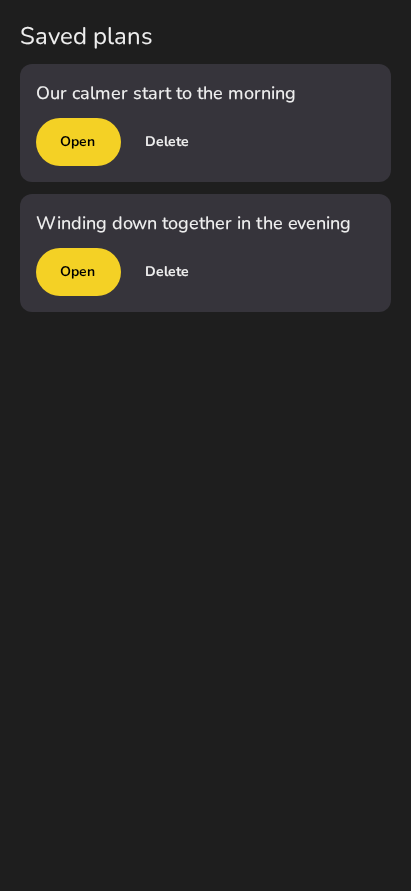 Saved plans
Our calmer start to the morning
Open
Delete
Winding down together in the evening
Open
Delete